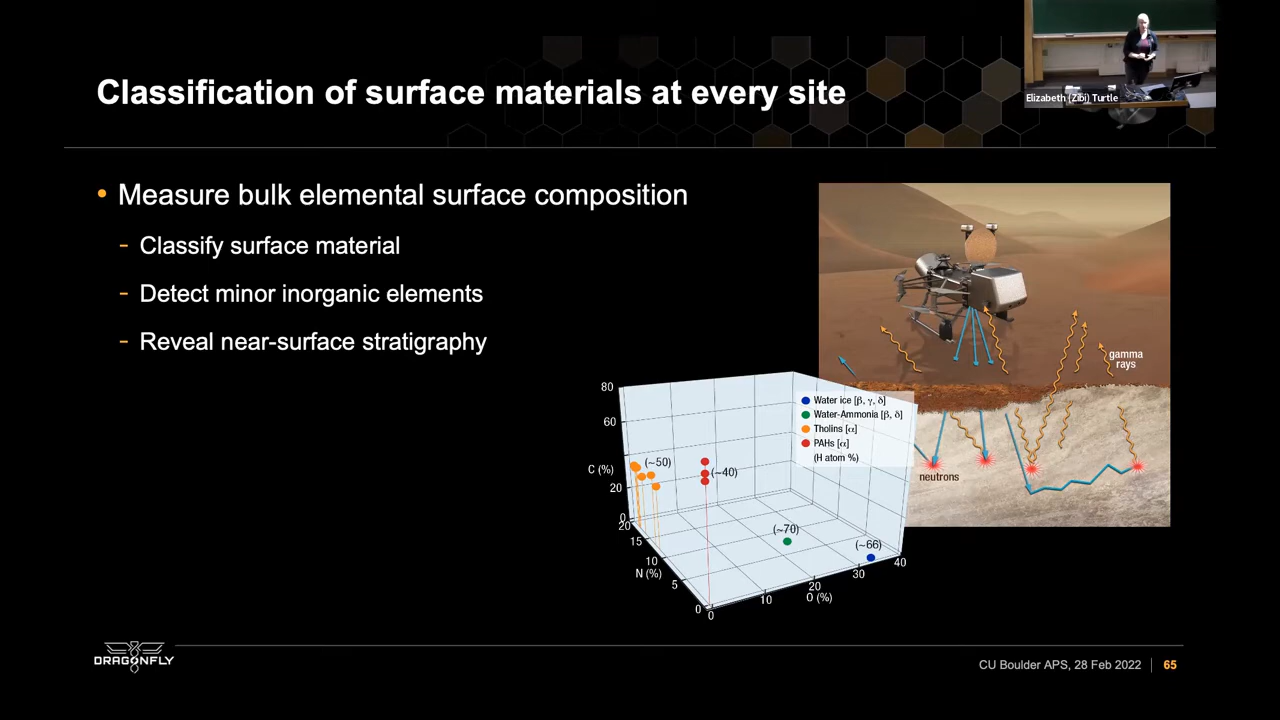 Classification of surface materials at every site
Elizabeth (Zibi) Turtle
• Measure bulk elemental surface composition
- Classify surface material
- Detect minor inorganic elements
- Reveal near-surface stratigraphy
gamma
rays
neutrons
80
60
C (%)
20
0
20
15
10
N (%)
5
0
0
10
20
O (%)
30
40
(~50)
(~40)
(~70)
(~66)
Water ice [β, γ, δ]
Water-Ammonia [β, δ]
Tholins [α]
PAHs [α]
(H atom %)
DRAGONFLY
CU Boulder APS, 28 Feb 2022
65